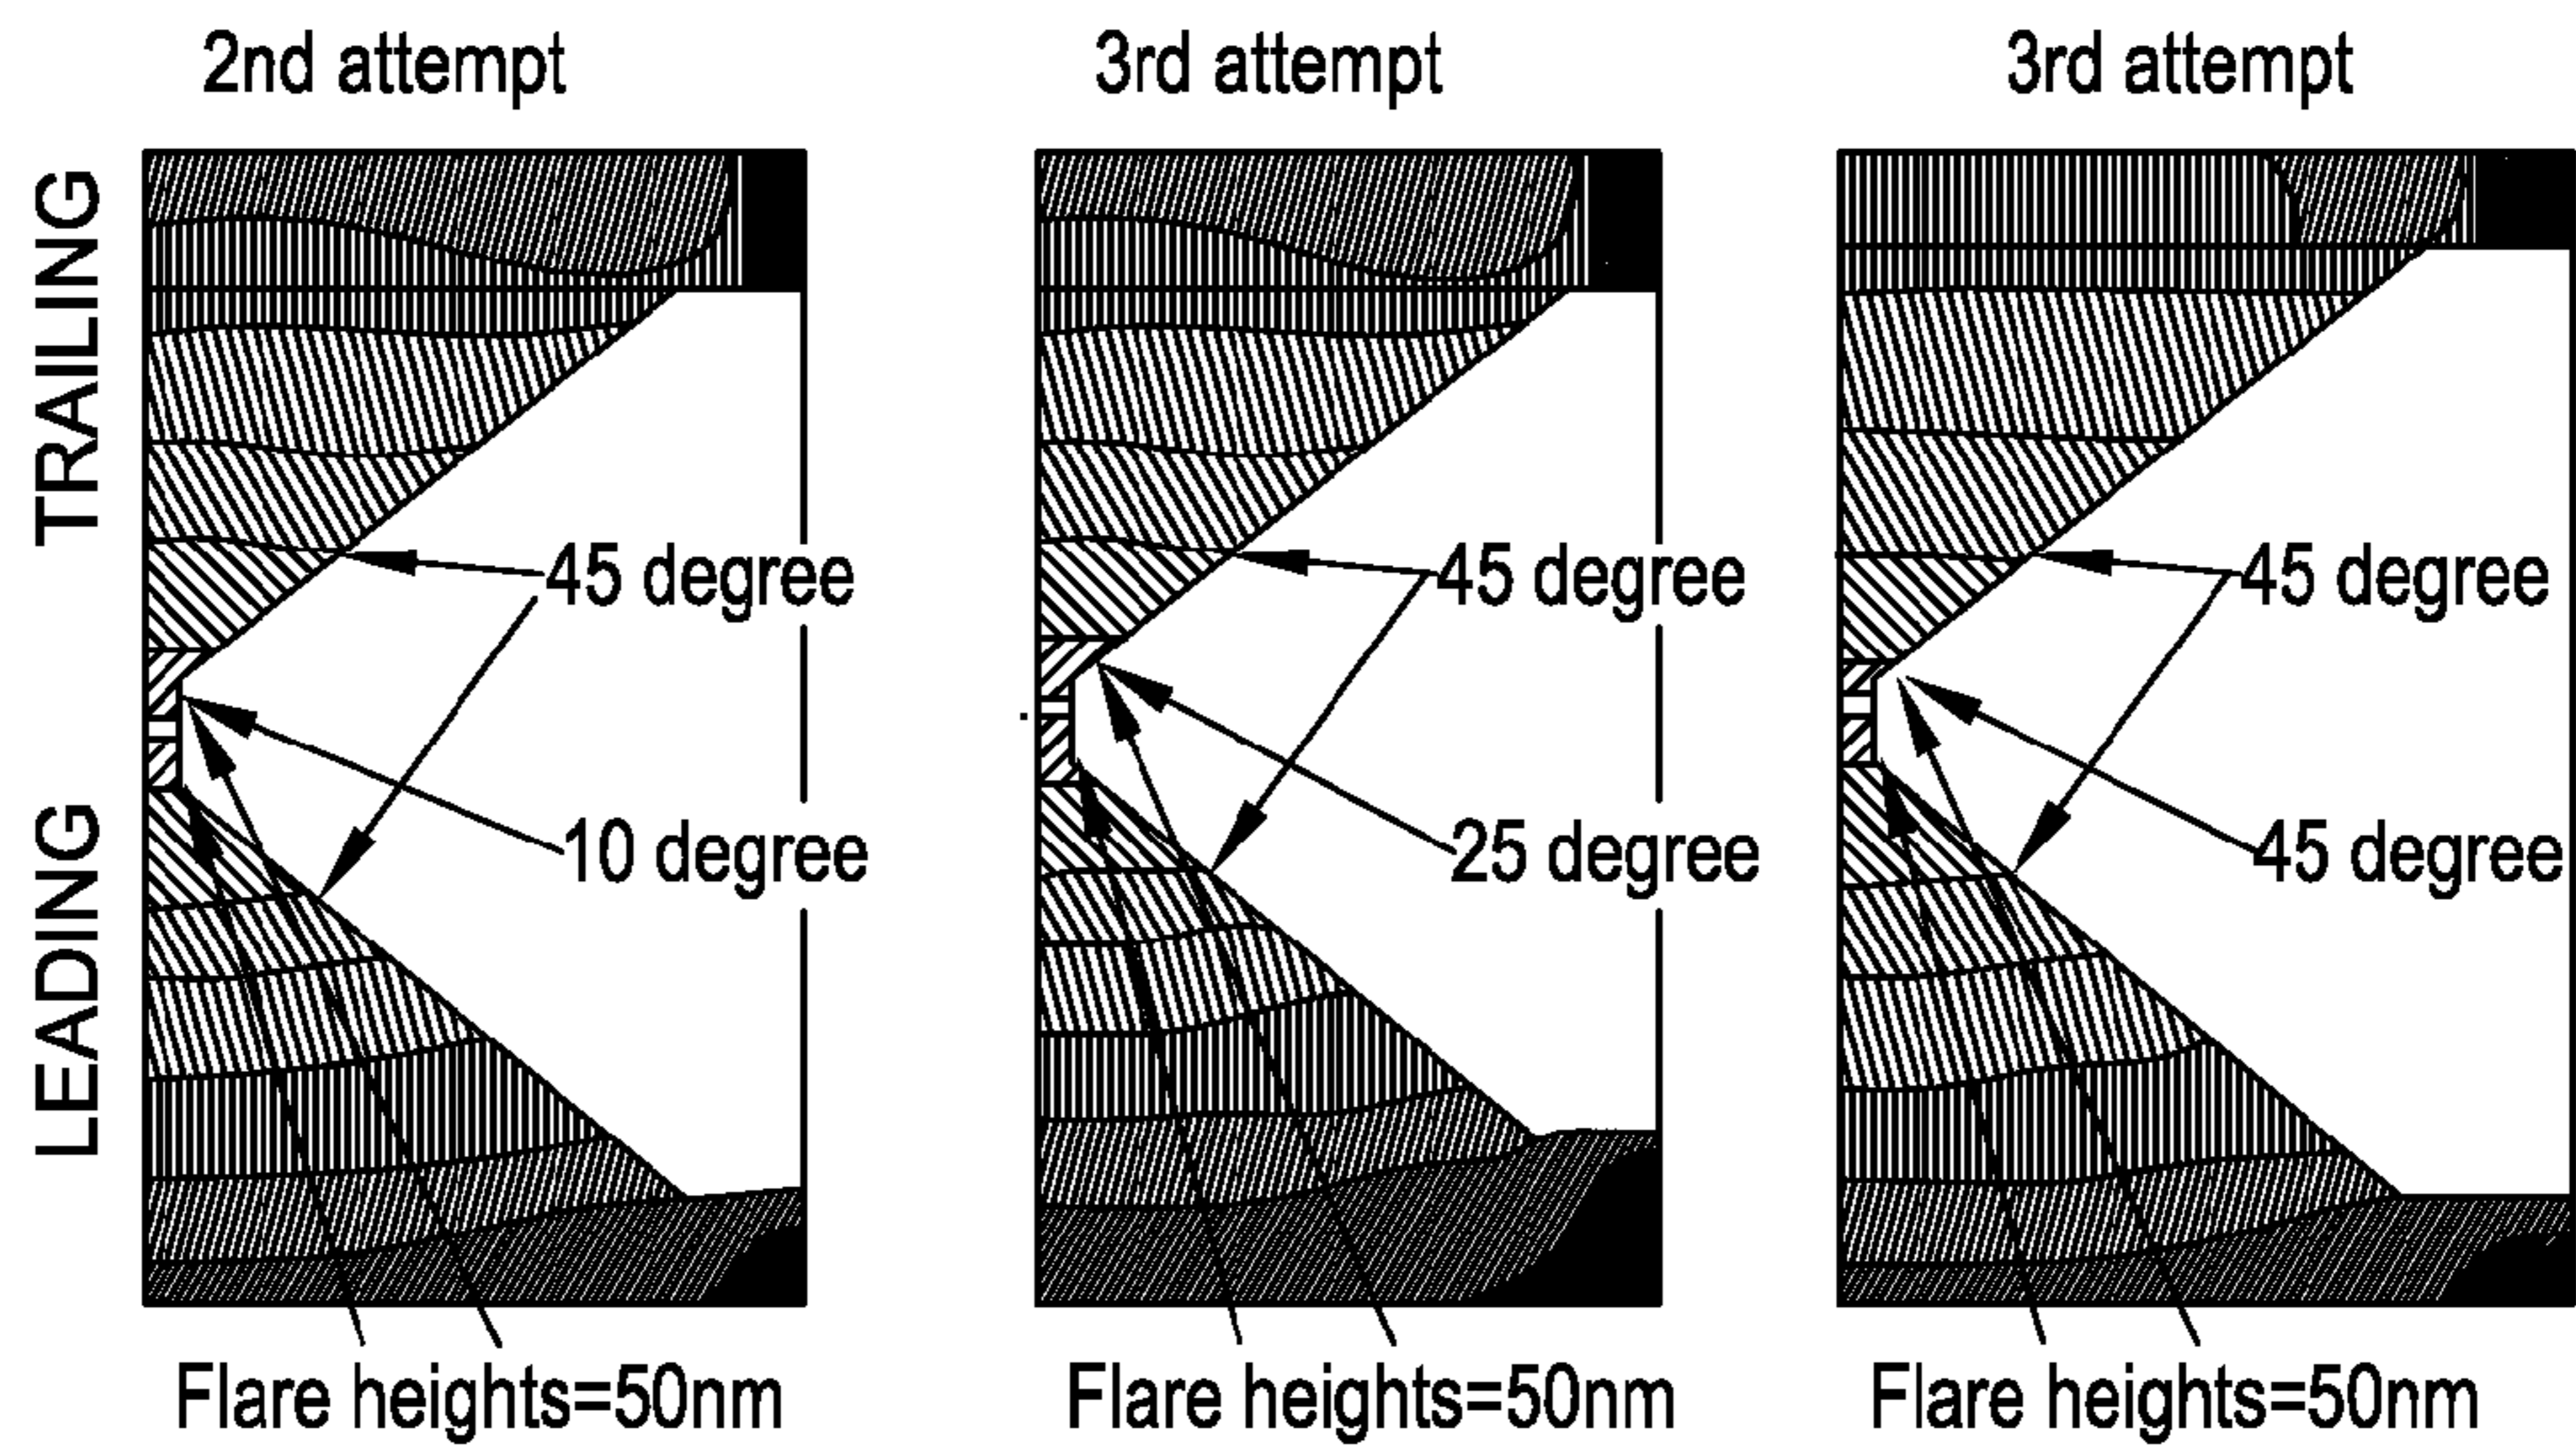 2nd attempt
3rd attempt
3rd attempt
TRAILING
LEADING
45 degree
10 degree
45 degree
25 degree
45 degree
45 degree
Flare heights=50nm
Flare heights=50nm
Flare heights=50nm